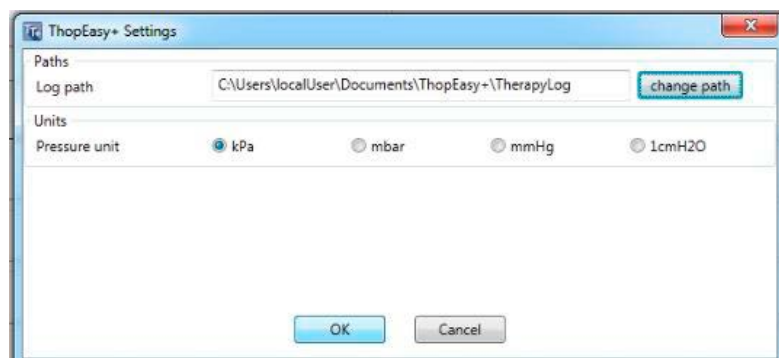 ThopEasy+ Settings
Paths
Log path C:\Users\localUser\Documents\ThopEasy+\TherapyLog change path
Units
Pressure unit kPa mbar mmHg 1cmH2O
OK Cancel